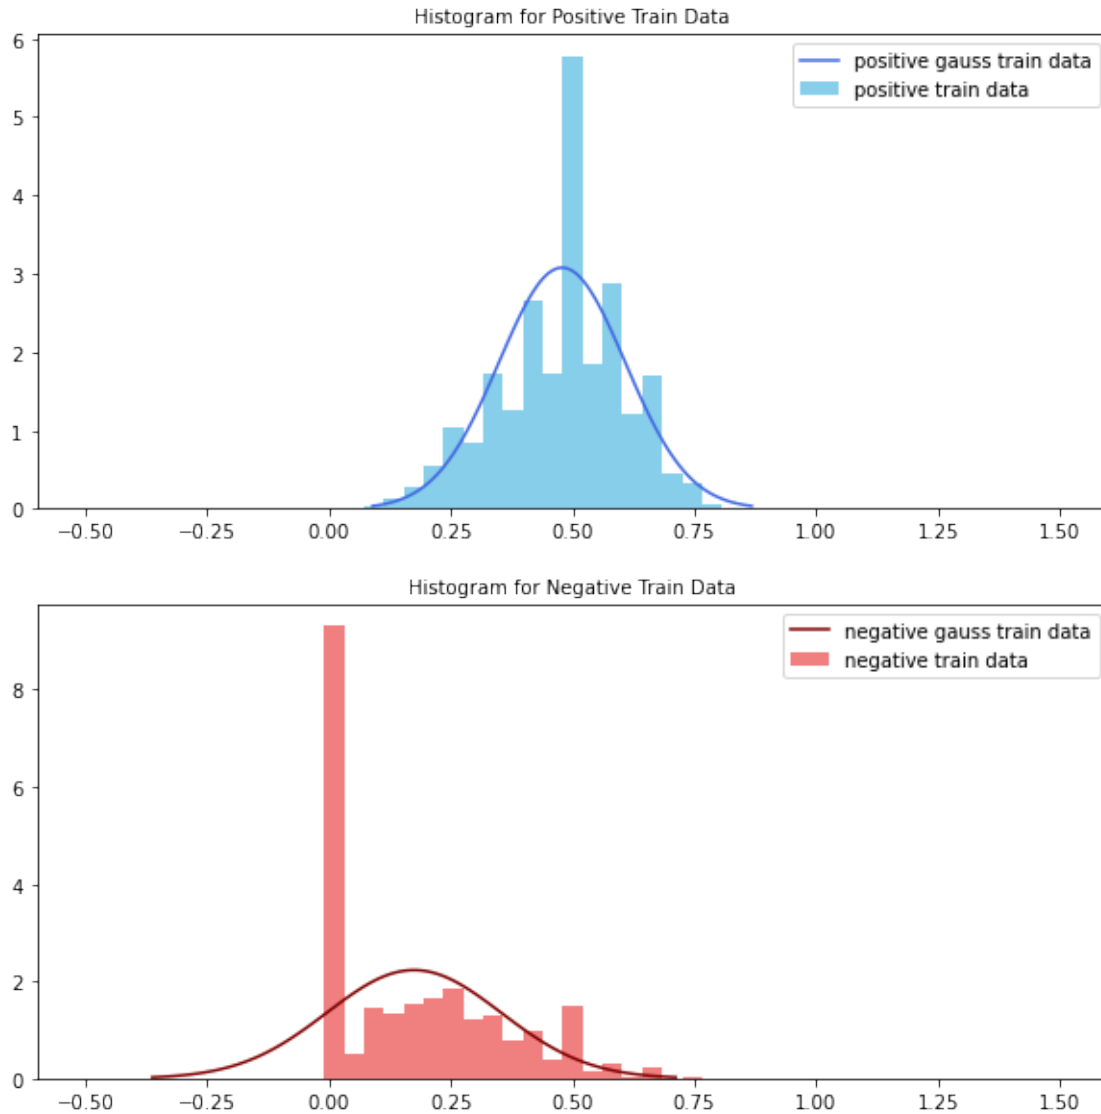 Histogram for Positive Train Data
6
5
4
3
2
1
0
positive gauss train data
positive train data
−0.50 −0.25 0.00 0.25 0.50 0.75 1.00 1.25 1.50
Histogram for Negative Train Data
8
6
4
2
0
negative gauss train data
negative train data
−0.50 −0.25 0.00 0.25 0.50 0.75 1.00 1.25 1.50